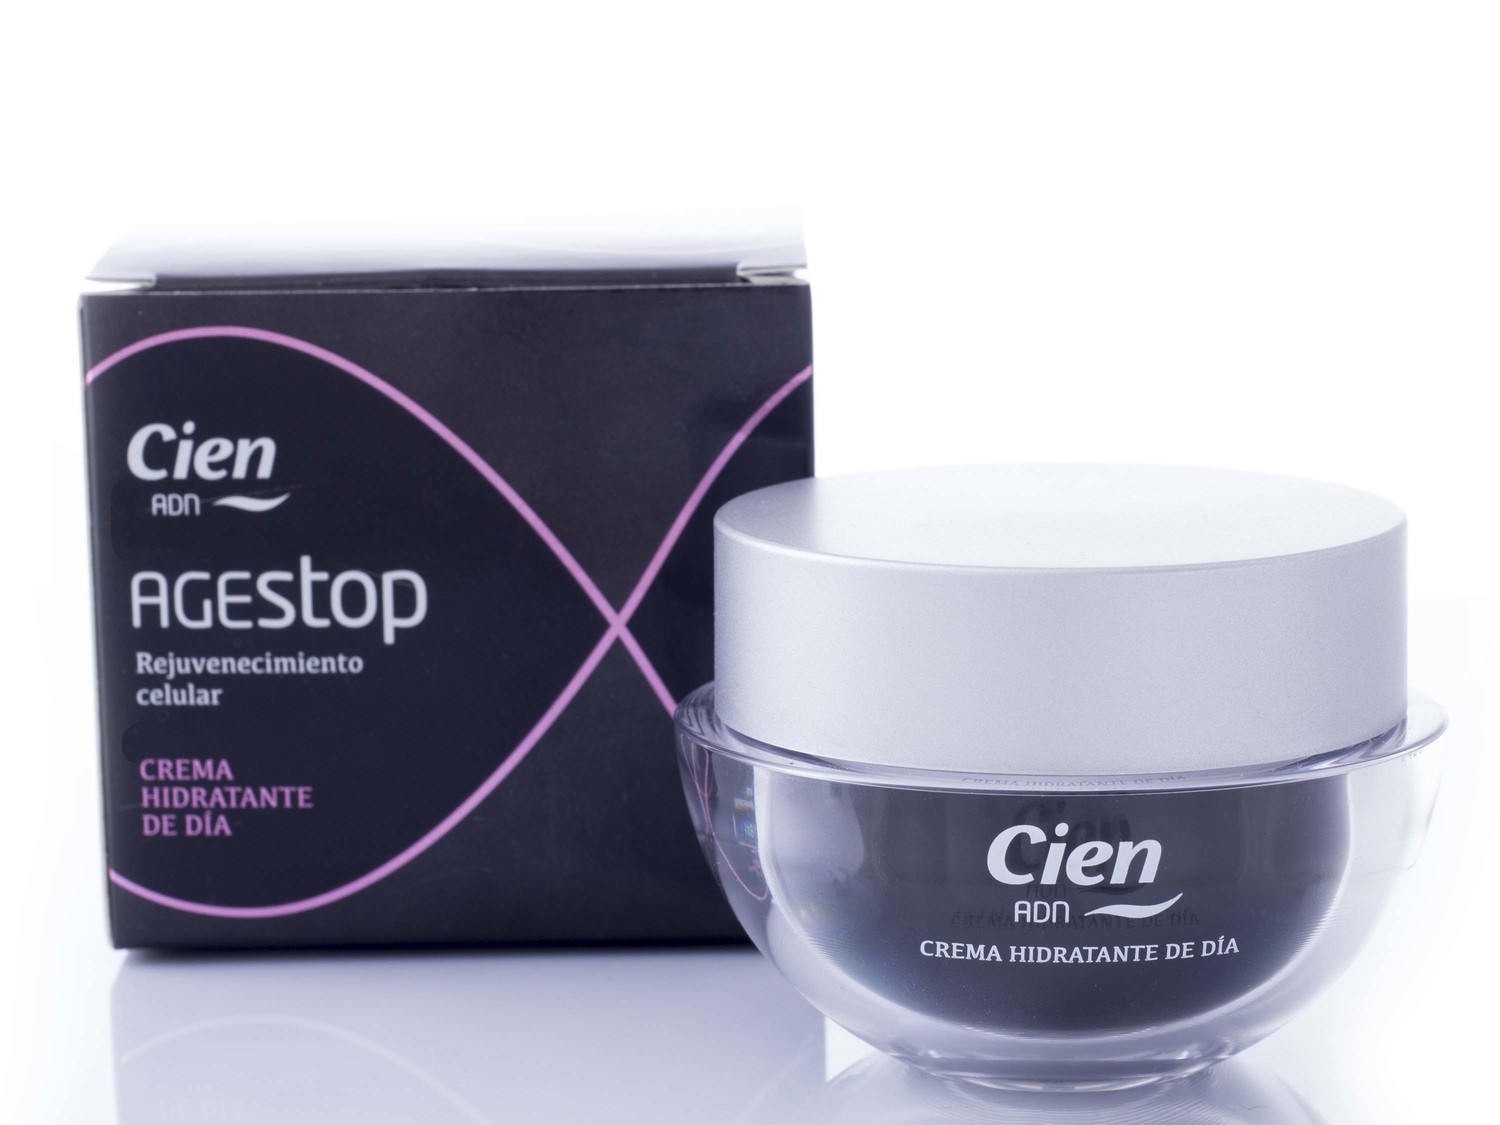 Cien
ADN
AGEstop
Rejuvenecimiento
celular
CREMA
HIDRATANTE
DE DÍA
Cien
ADN
CREMA HIDRATANTE DE DÍA